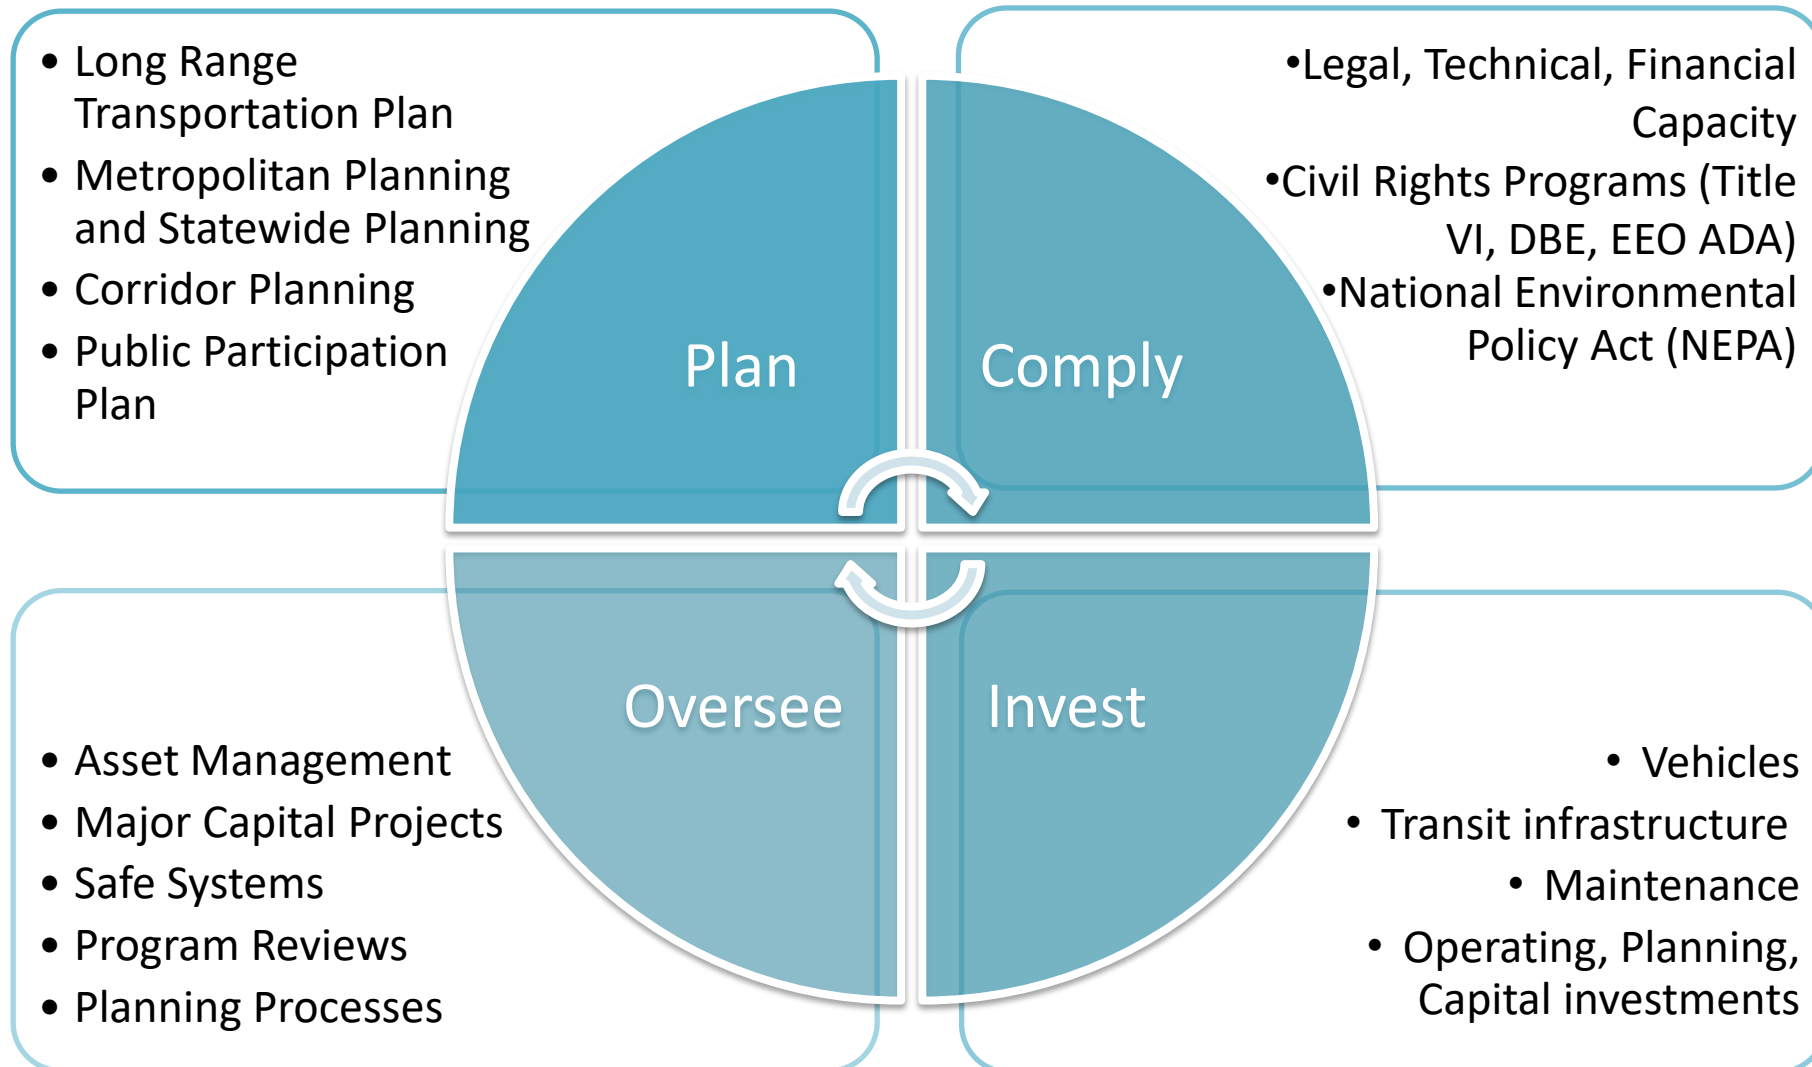 • Long Range
Transportation Plan
• Metropolitan Planning
and Statewide Planning
• Corridor Planning
• Public Participation
Plan
•Legal, Technical, Financial
Capacity
•Civil Rights Programs (Title
VI, DBE, EEO ADA)
•National Environmental
Policy Act (NEPA)
Plan
Comply
Oversee
Invest
• Asset Management
• Major Capital Projects
• Safe Systems
• Program Reviews
• Planning Processes
• Vehicles
• Transit infrastructure
• Maintenance
• Operating, Planning,
Capital investments